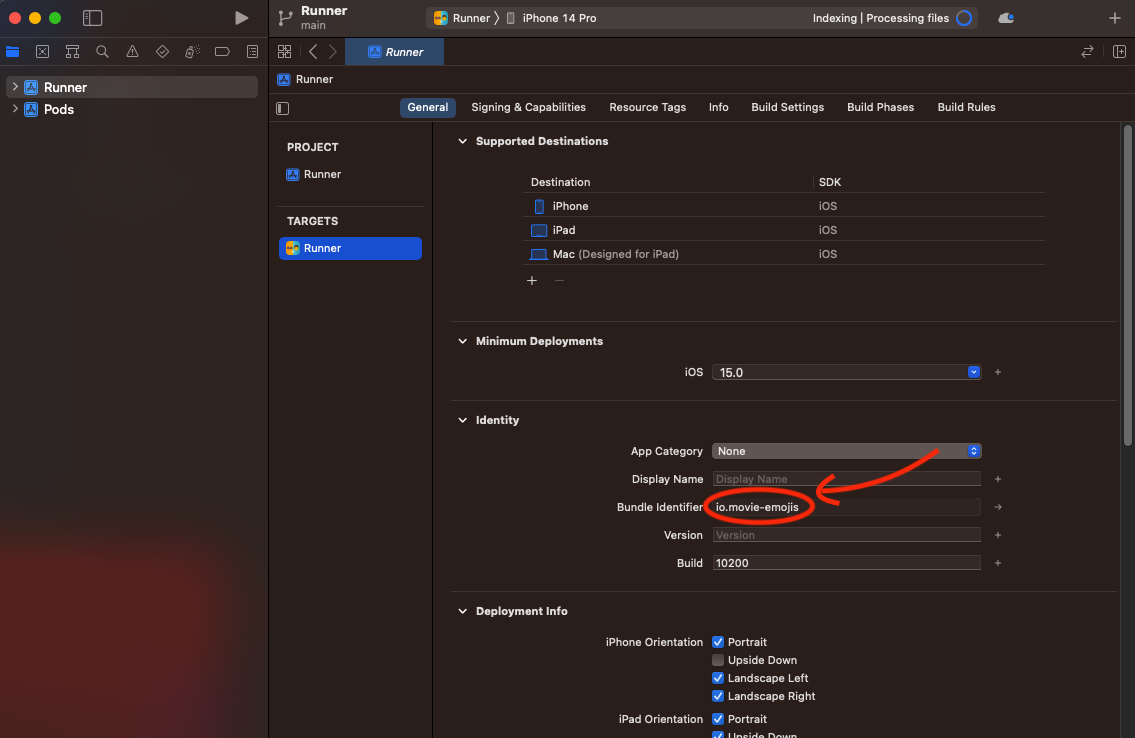 Runner
main
Runner 〉 iPhone 14 Pro
Indexing | Processing files
Runner
Runner
Pods
Runner
General
Signing & Capabilities
Resource Tags
Info
Build Settings
Build Phases
Build Rules
PROJECT
Runner
TARGETS
Runner
Supported Destinations
Destination
SDK
iPhone
iOS
iPad
iOS
Mac (Designed for iPad)
iOS
Minimum Deployments
iOS
15.0
Identity
App Category
None
Display Name
Display Name
Bundle Identifier
io.movie-emojis
Version
Version
Build
10200
Deployment Info
iPhone Orientation
Portrait
Upside Down
Landscape Left
Landscape Right
iPad Orientation
Portrait
Upside Down